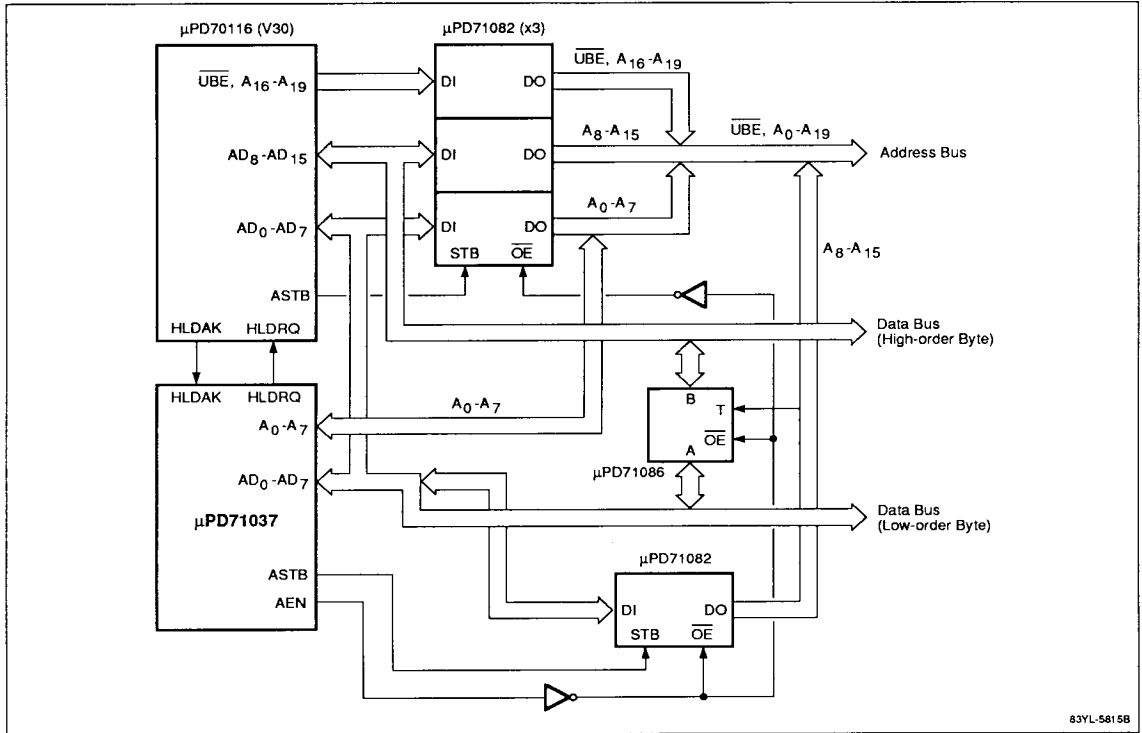 μPD70116 (V30)
μPD71082 (x3)
UBE, A16-A19
DI
DO
UBE, A16-A19
AD8-AD15
DI
DO
A8-A15
UBE, A0-A19
Address Bus
AD0-AD7
DI
DO
A0-A7
STB
OE
A8-A15
ASTB
HLDAK
HLDRQ
Data Bus
(High-order Byte)
HLDAK
HLDRQ
A0-A7
A0-A7
B
T
OE
A
μPD71086
AD0-AD7
μPD71037
Data Bus
(Low-order Byte)
μPD71082
ASTB
AEN
DI
DO
STB
OE
83YL-5815B